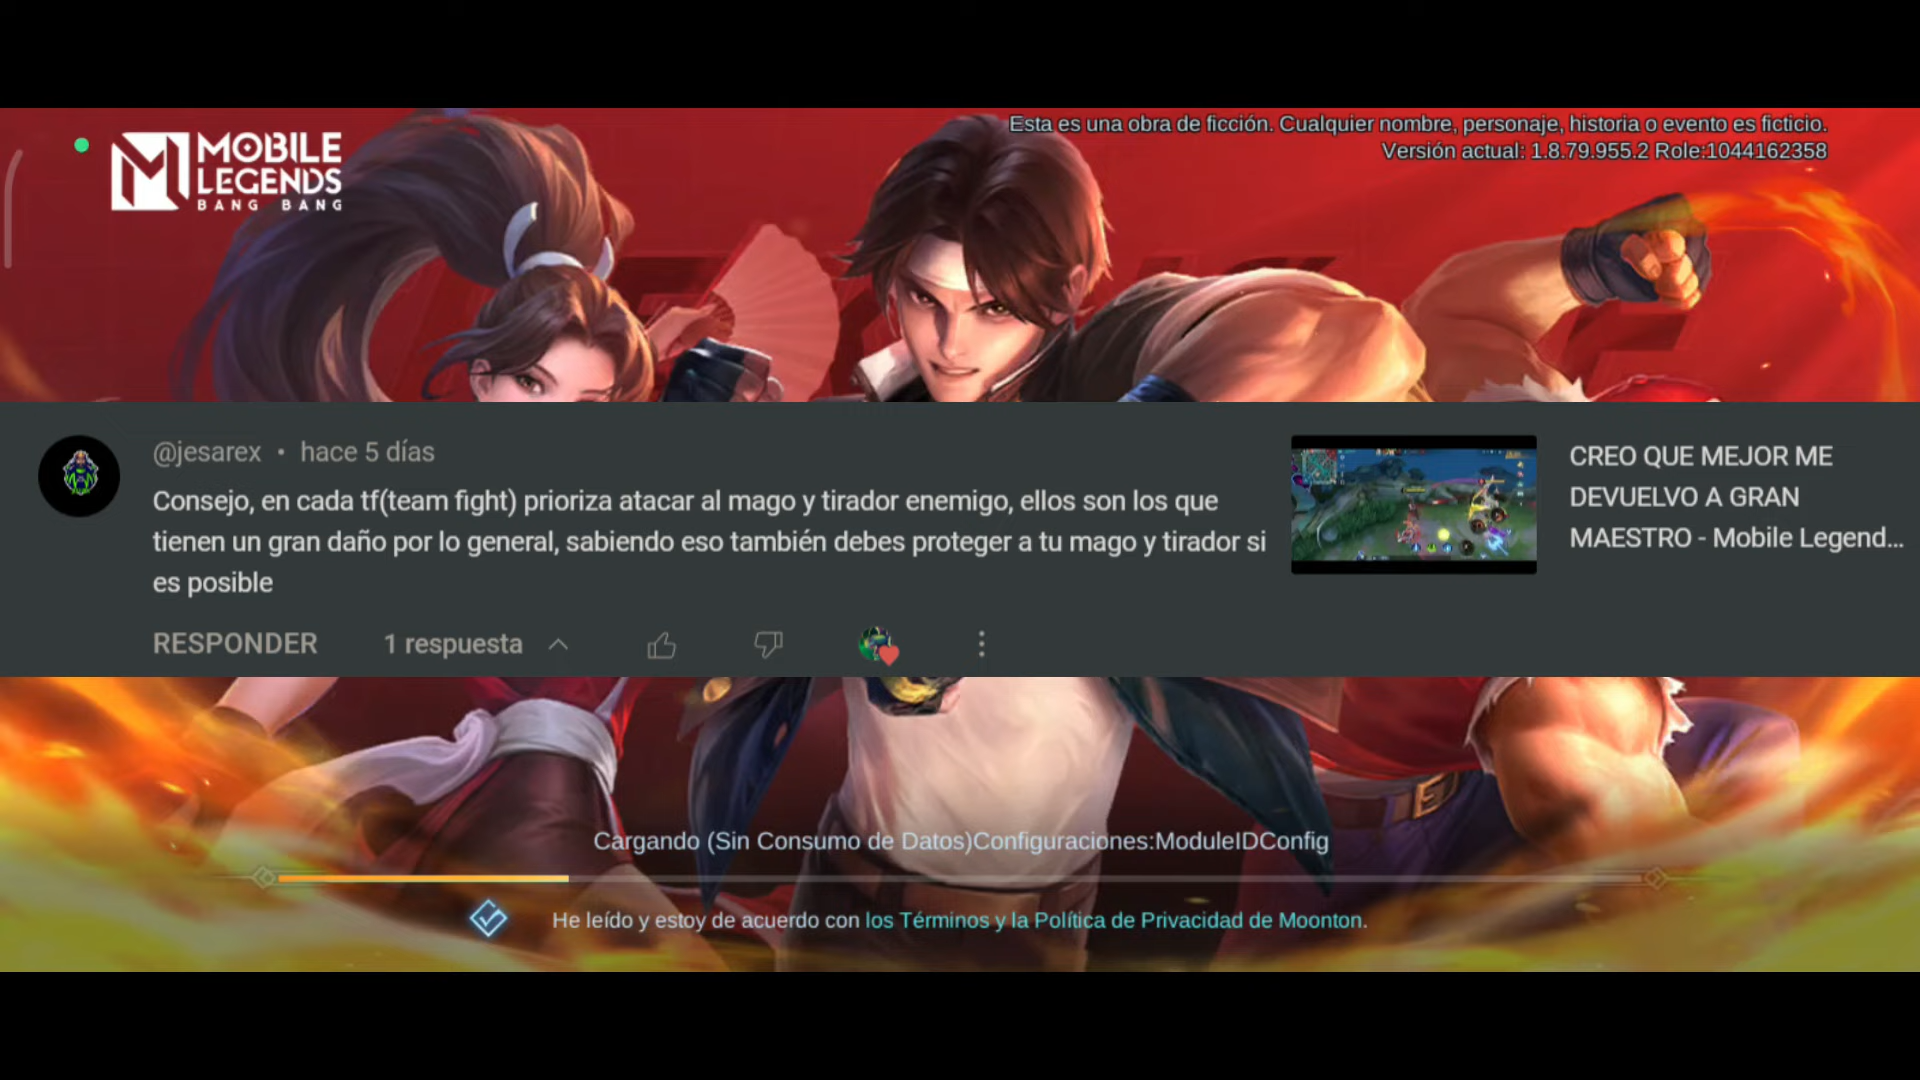 MOBILE
LEGENDS
BANG BANG
Esta es una obra de ficción. Cualquier nombre, personaje, historia o evento es ficticio.
Versión actual: 1.8.79.955.2 Role:1044162358
@jesarex • hace 5 días
Consejo, en cada tf(team fight) prioriza atacar al mago y tirador enemigo, ellos son los que
tienen un gran daño por lo general, sabiendo eso también debes proteger a tu mago y tirador si
es posible
RESPONDER 1 respuesta
CREO QUE MEJOR ME
DEVUELVO A GRAN
MAESTRO - Mobile Legend...
Cargando (Sin Consumo de Datos)Configuraciones:ModuleIDConfig
He leído y estoy de acuerdo con los Términos y la Política de Privacidad de Moonton.